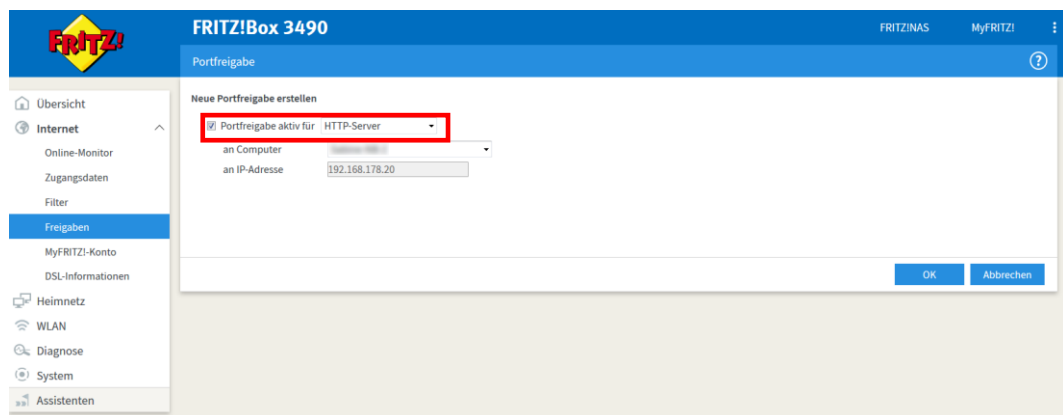 FRITZ!
FRITZ!Box 3490
FRITZ!NAS
MyFRITZ!
Portfreigabe
?
Übersicht
Internet
Online-Monitor
Zugangsdaten
Filter
Freigaben
MyFRITZ!-Konto
DSL-Informationen
Heimnetz
WLAN
Diagnose
System
Assistenten
Neue Portfreigabe erstellen
Portfreigabe aktiv für HTTP-Server
an Computer
an IP-Adresse 192.168.178.20
OK Abbrechen